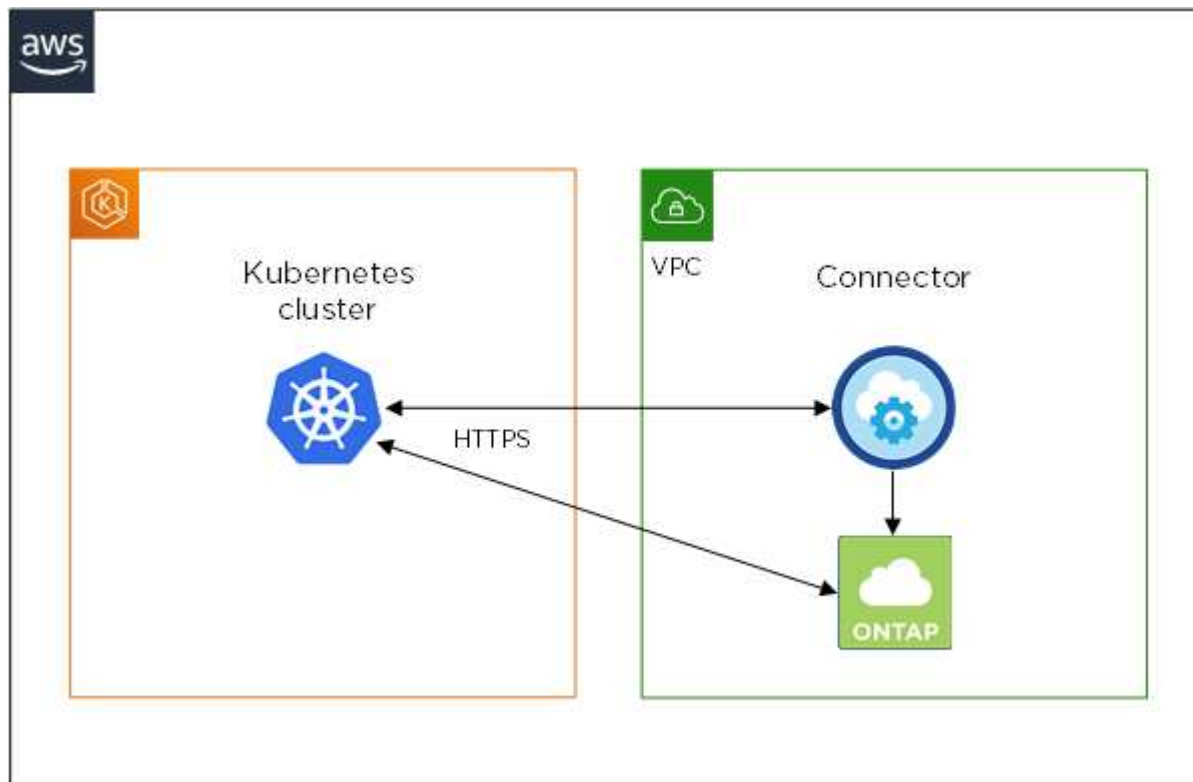 aws
K
Kubernetes
cluster
VPC
Connector
HTTPS
ONTAP